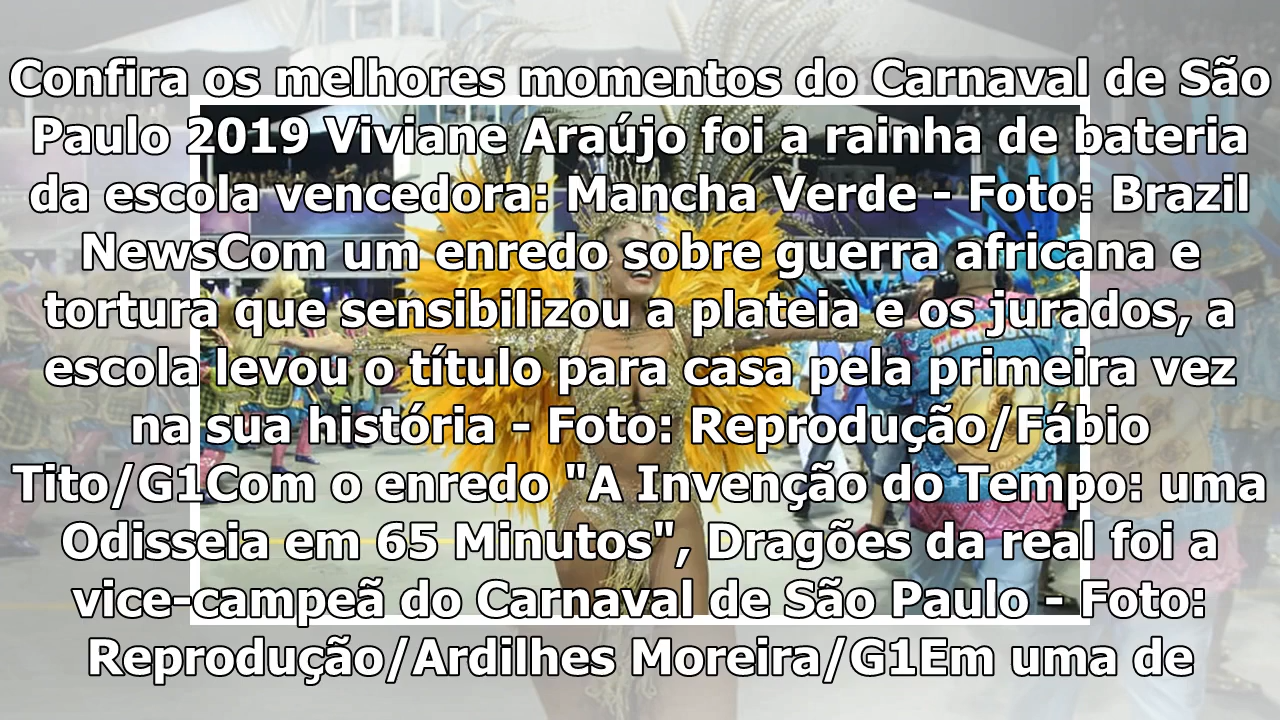 Confira os melhores momentos do Carnaval de São
Paulo 2019 Viviane Araújo foi a rainha de bateria
da escola vencedora: Mancha Verde - Foto: Brazil
NewsCom um enredo sobre guerra africana e
tortura que sensibilizou a plateia e os jurados, a
escola levou o título para casa pela primeira vez
na sua história - Foto: Reprodução/Fábio
Tito/G1Com o enredo "A Invenção do Tempo: uma
Odisseia em 65 Minutos", Dragões da real foi a
vice-campeã do Carnaval de São Paulo - Foto:
Reprodução/Ardilhes Moreira/G1Em uma de